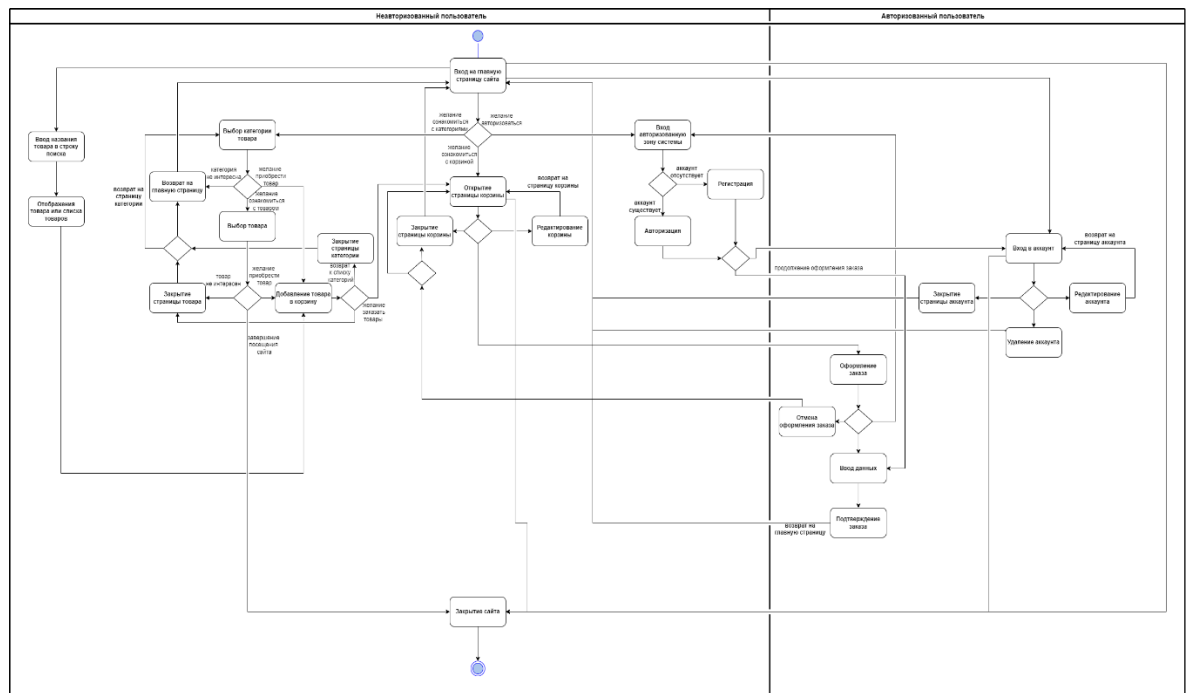 Неавторизованный пользователь
Авторизованный пользователь
Вход на главную
страницу сайта
желание
ознакомиться
с категориями
желание
авторизоваться
желание
ознакомиться
с корзиной
Ввод названия
товара в строку
поиска
Отображения
товара или списка
товаров
Выбор категории
товара
категория
не интересна
желание
приобрести
товар
желание
ознакомиться
с товаром
возврат на
страницу
категории
Возврат на
главную страницу
Выбор товара
Закрытие
страницы
категории
товар
не интересен
желание
приобрести
товар
возврат
к списку
категорий
Закрытие
страницы товара
Добавление товара
в корзину
желание
заказать
товары
завершение
посещения
сайта
Открытие
страницы корзины
возврат на
страницу корзины
Закрытие
страницы корзины
Редактирование
корзины
Вход
авторизованную
зону системы
аккаунт
отсутствует
Регистрация
аккаунт
существует
Авторизация
продолжение оформления заказа
Вход в аккаунт
возврат на
страницу аккаунта
Закрытие
страницы аккаунта
Редактирование
аккаунта
Удаление аккаунта
Оформление
заказа
Отмена
оформления заказа
Ввод данных
Подтверждение
заказа
возврат на
главную страницу
Закрытие сайта